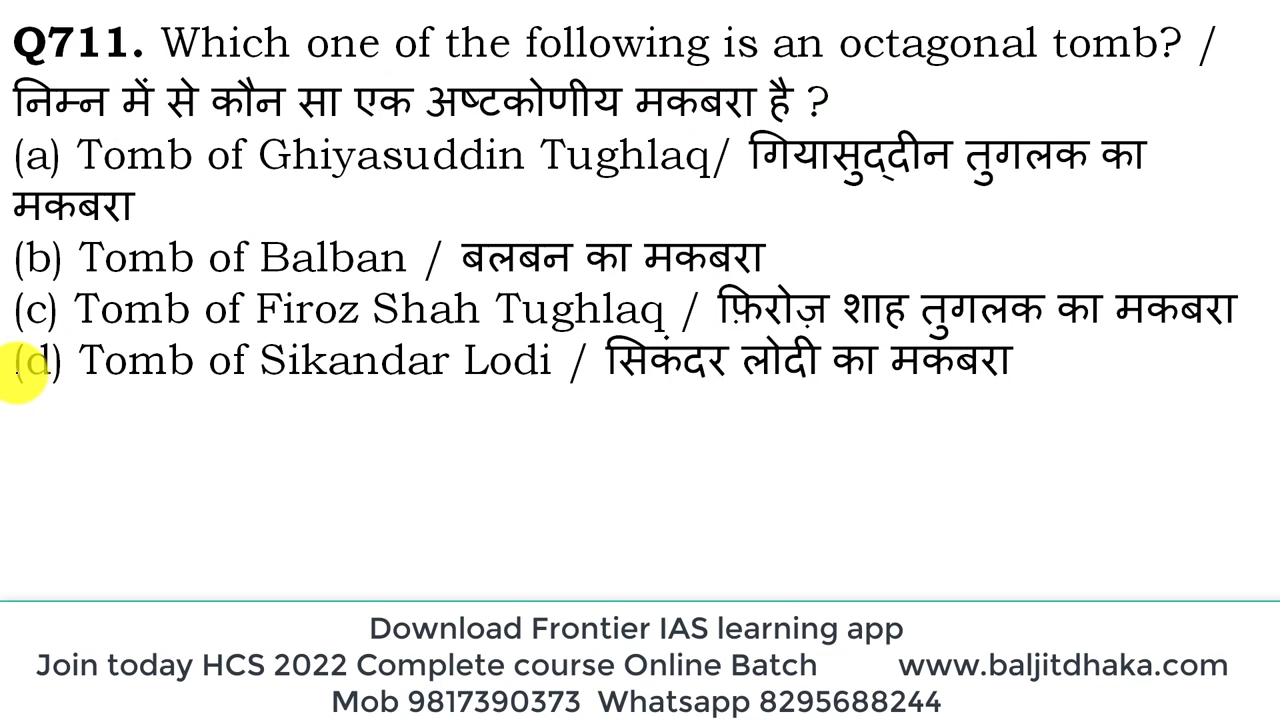 Q711. Which one of the following is an octagonal tomb? /
निम्न में से कौन सा एक अष्टकोणीय मकबरा है ?
(a) Tomb of Ghiyasuddin Tughlaq/ गियासुद्दीन तुगलक का
मकबरा
(b) Tomb of Balban / बलबन का मकबरा
(c) Tomb of Firoz Shah Tughlaq / फ़िरोज़ शाह तुगलक का मकबरा
(d) Tomb of Sikandar Lodi / सिकंदर लोदी का मकबरा
Download Frontier IAS learning app
Join today HCS 2022 Complete course Online Batch www.baljitdhaka.com
Mob 9817390373 Whatsapp 8295688244